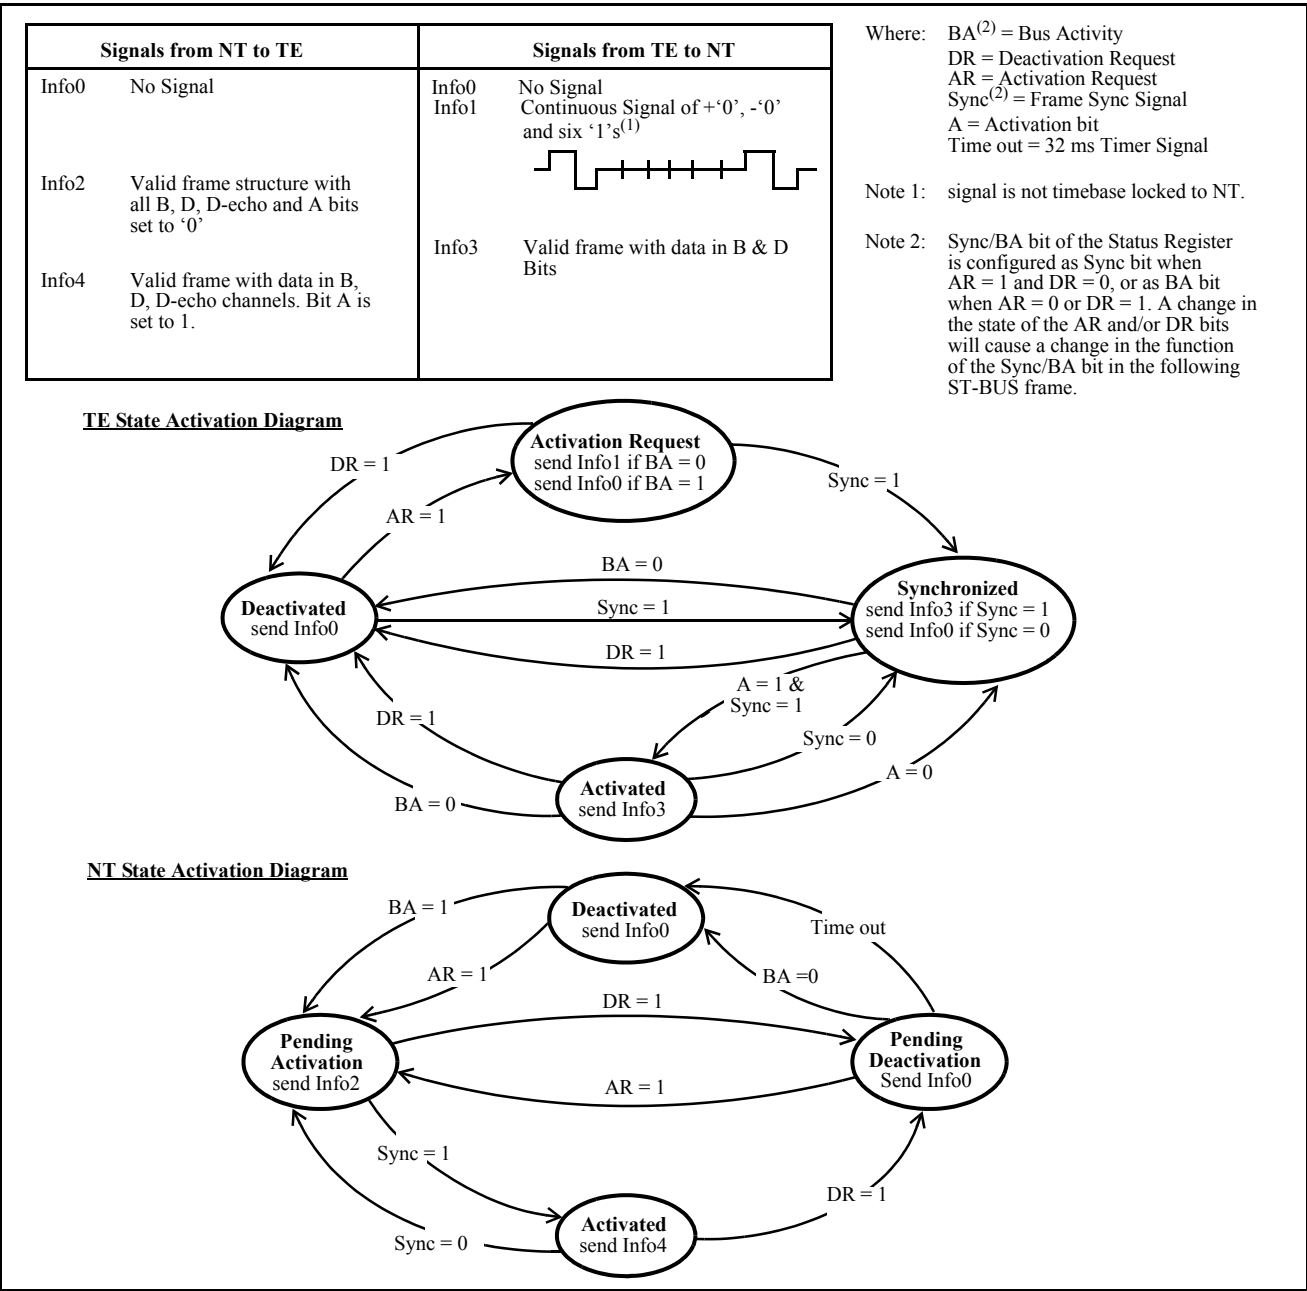 Signals from NT to TE
Info0 No Signal
Info2 Valid frame structure with
all B, D, D-echo and A bits
set to ‘0’
Info4 Valid frame with data in B,
D, D-echo channels. Bit A is
set to 1.
Signals from TE to NT
Info0 No Signal
Info1 Continuous Signal of +‘0’, -‘0’
and six ‘1’s(1)
Info3 Valid frame with data in B & D
Bits
Where: BA(2) = Bus Activity
DR = Deactivation Request
AR = Activation Request
Sync(2) = Frame Sync Signal
A = Activation bit
Time out = 32 ms Timer Signal
Note 1: signal is not timebase locked to NT.
Note 2: Sync/BA bit of the Status Register
is configured as Sync bit when
AR = 1 and DR = 0, or as BA bit
when AR = 0 or DR = 1. A change in
the state of the AR and/or DR bits
will cause a change in the function
of the Sync/BA bit in the following
ST-BUS frame.
TE State Activation Diagram
Activation Request
send Info1 if BA = 0
send Info0 if BA = 1
DR = 1
AR = 1
Sync = 1
BA = 0
Sync = 1
DR = 1
Deactivated
send Info0
Synchronized
send Info3 if Sync = 1
send Info0 if Sync = 0
A = 1 &
Sync = 1
DR = 1
Sync = 0
A = 0
BA = 0
Activated
send Info3
NT State Activation Diagram
Deactivated
send Info0
BA = 1
Time out
AR = 1
BA =0
DR = 1
Pending
Activation
send Info2
Pending
Deactivation
Send Info0
AR = 1
Sync = 1
DR = 1
Sync = 0
Activated
send Info4